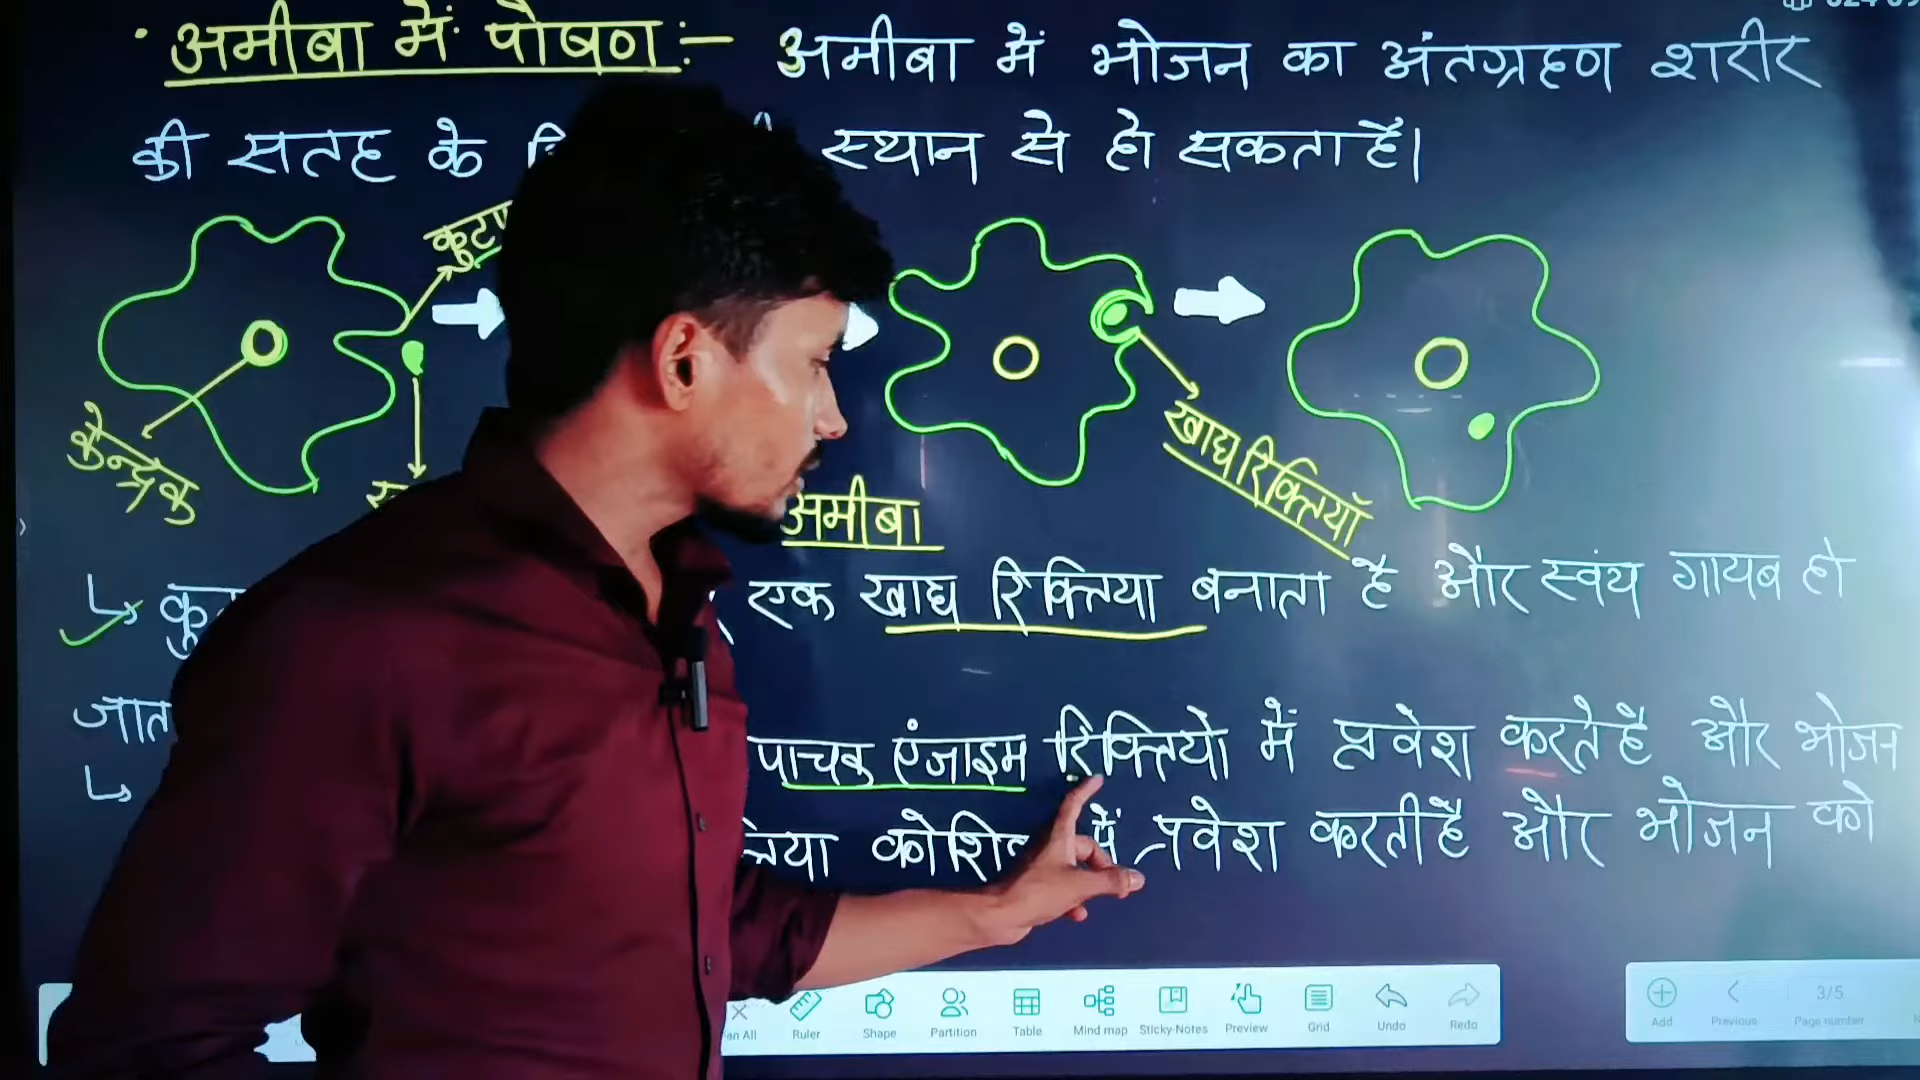 अमीबा में पोषण :- अमीबा में भोजन का अंतग्रहण शरीर
की सतह के स्थान से हो सकता है।
केन्द्रक
खाद्य रिक्तियाँ
अमीबा
एक खाद्य रिक्तिया बनाता है और स्वंय गायब हो
जात
पाचक एंजाइम रिक्तियो में प्रवेश करते है और भोजन
में प्रवेश करती है और भोजन को
Ruler
Shape
Partition
Table
Mind map
Sticky-Notes
Preview
Grid
Undo
Redo
Add
Previous
3/5
Page number